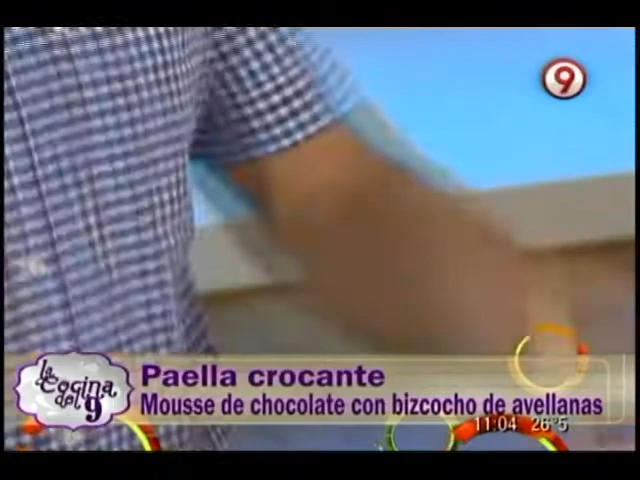 9
la
Cocina
del
9
Paella crocante
Mousse de chocolate con bizcocho de avellanas
11:04 26°5